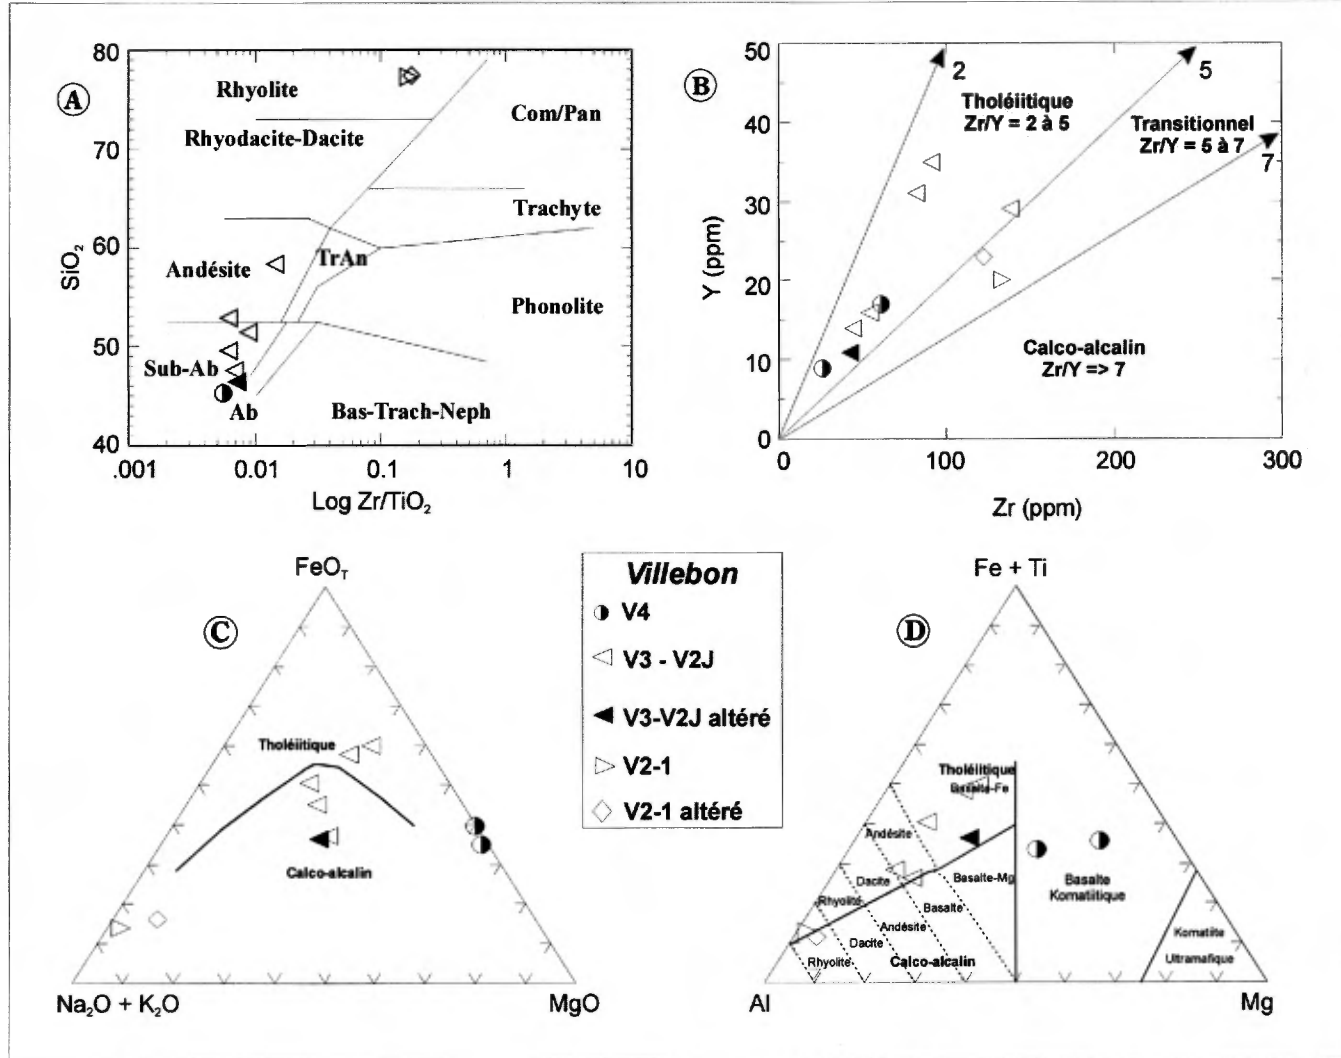 A
SiO2
80
70
60
50
40
Rhyolite
Rhyodacite-Dacite
Com/Pan
Trachyte
Andésite
TrAn
Phonolite
Sub-Ab
Ab
Bas-Trach-Neph
.001
0.01
0.1
1
10
Log Zr/TiO2
B
Y (ppm)
50
40
30
20
10
0
2
5
7
Tholéiitique
Zr/Y = 2 à 5
Transitionnel
Zr/Y = 5 à 7
Calco-alcalin
Zr/Y => 7
0
100
200
300
Zr (ppm)
C
FeOT
Tholéiitique
Calco-alcalin
Na2O + K2O
MgO
Villebon
V4
V3 - V2J
V3-V2J altéré
V2-1
V2-1 altéré
D
Fe + Ti
Tholéiitique
Basalte-Fe
Andésite
Dacite
Rhyolite
Basalte-Mg
Basalte
Andésite
Dacite
Rhyolite
Calco-alcalin
Basalte
Komatiitique
Komatiite
Ultramafique
Al
Mg